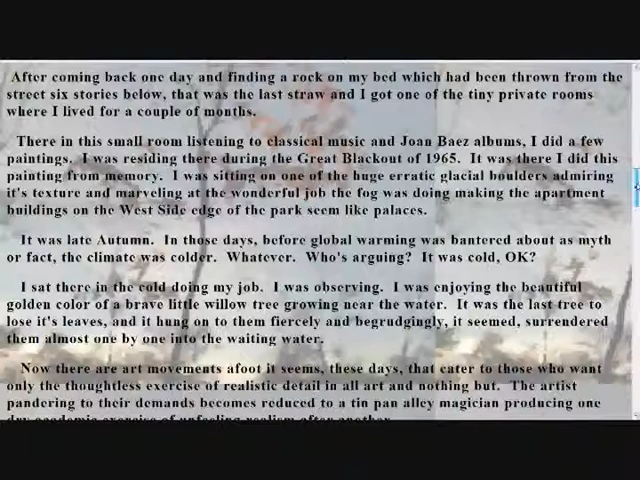 After coming back one day and finding a rock on my bed which had been thrown from the
street six stories below, that was the last straw and I got one of the tiny private rooms
where I lived for a couple of months.
There in this small room listening to classical music and Joan Baez albums, I did a few
paintings. I was residing there during the Great Blackout of 1965. It was there I did this
painting from memory. I was sitting on one of the huge erratic glacial boulders admiring
it's texture and marveling at the wonderful job the fog was doing making the apartment
buildings on the West Side edge of the park seem like palaces.
It was late Autumn. In those days, before global warming was bantered about as myth
or fact, the climate was colder. Whatever. Who's arguing? It was cold, OK?
I sat there in the cold doing my job. I was observing. I was enjoying the beautiful
golden color of a brave little willow tree growing near the water. It was the last tree to
lose it's leaves, and it hung on to them fiercely and begrudgingly, it seemed, surrendered
them almost one by one into the waiting water.
Now there are art movements afoot it seems, these days, that cater to those who want
only the thoughtless exercise of realistic detail in all art and nothing but. The artist
pandering to their demands becomes reduced to a tin pan alley magician producing one
dry academic exercise of unfeeling realism after another.